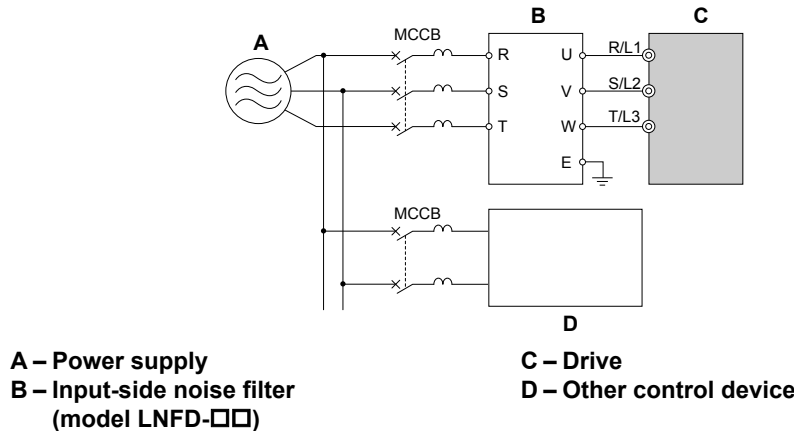 A
MCCB
B
C
R
U
R/L1
S
V
S/L2
T
W
T/L3
E
MCCB
D
A – Power supply
B – Input-side noise filter
(model LNFD-□□)
C – Drive
D – Other control device